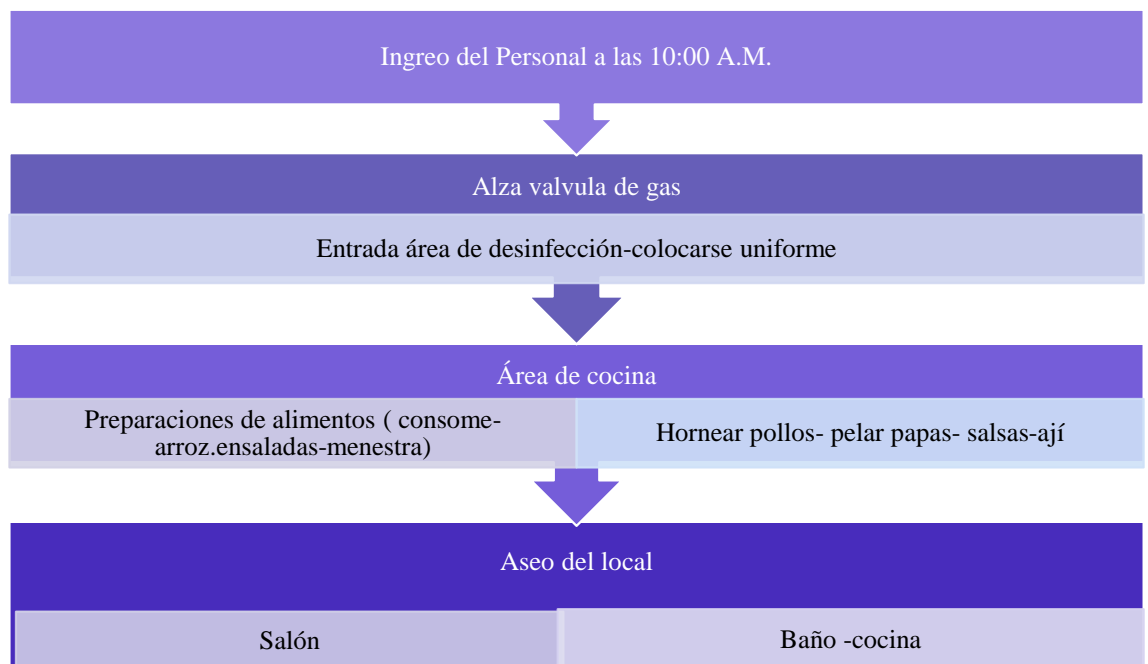 Ingreo del Personal a las 10:00 A.M.
Alza valvula de gas
Entrada área de desinfección-colocarse uniforme
Área de cocina
Preparaciones de alimentos ( consome-
arroz.ensaladas-menestra)
Hornear pollos- pelar papas- salsas-ají
Aseo del local
Salón
Baño -cocina